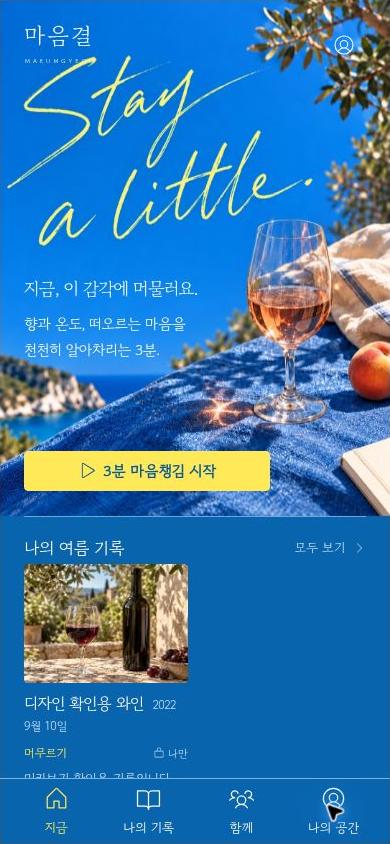 마음결
MAEUMGYEOL
Stay
a little.
지금, 이 감각에 머물러요.
향과 온도, 떠오르는 마음을
천천히 알아차리는 3분.
3분 마음챙김 시작
나의 여름 기록
모두 보기
디자인 확인용 와인 2022
9월 10일
머무르기
나만
지금
나의 기록
함께
나의 공간